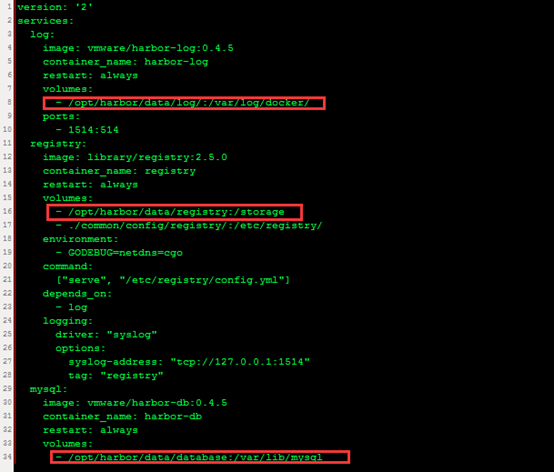 1 version: '2'
2 services:
3   log:
4     image: vmware/harbor-log:0.4.5
5     container_name: harbor-log
6     restart: always
7     volumes:
8       - /opt/harbor/data/log/:/var/log/docker/
9     ports:
10       - 1514:514
11   registry:
12     image: library/registry:2.5.0
13     container_name: registry
14     restart: always
15     volumes:
16       - /opt/harbor/data/registry:/storage
17       - ./common/config/registry/:/etc/registry/
18     environment:
19       - GODEBUG=netdns=cgo
20     command:
21       ["serve", "/etc/registry/config.yml"]
22     depends_on:
23       - log
24     logging:
25       driver: "syslog"
26       options:
27         syslog-address: "tcp://127.0.0.1:1514"
28         tag: "registry"
29   mysql:
30     image: vmware/harbor-db:0.4.5
31     container_name: harbor-db
32     restart: always
33     volumes:
34       - /opt/harbor/data/database:/var/lib/mysql